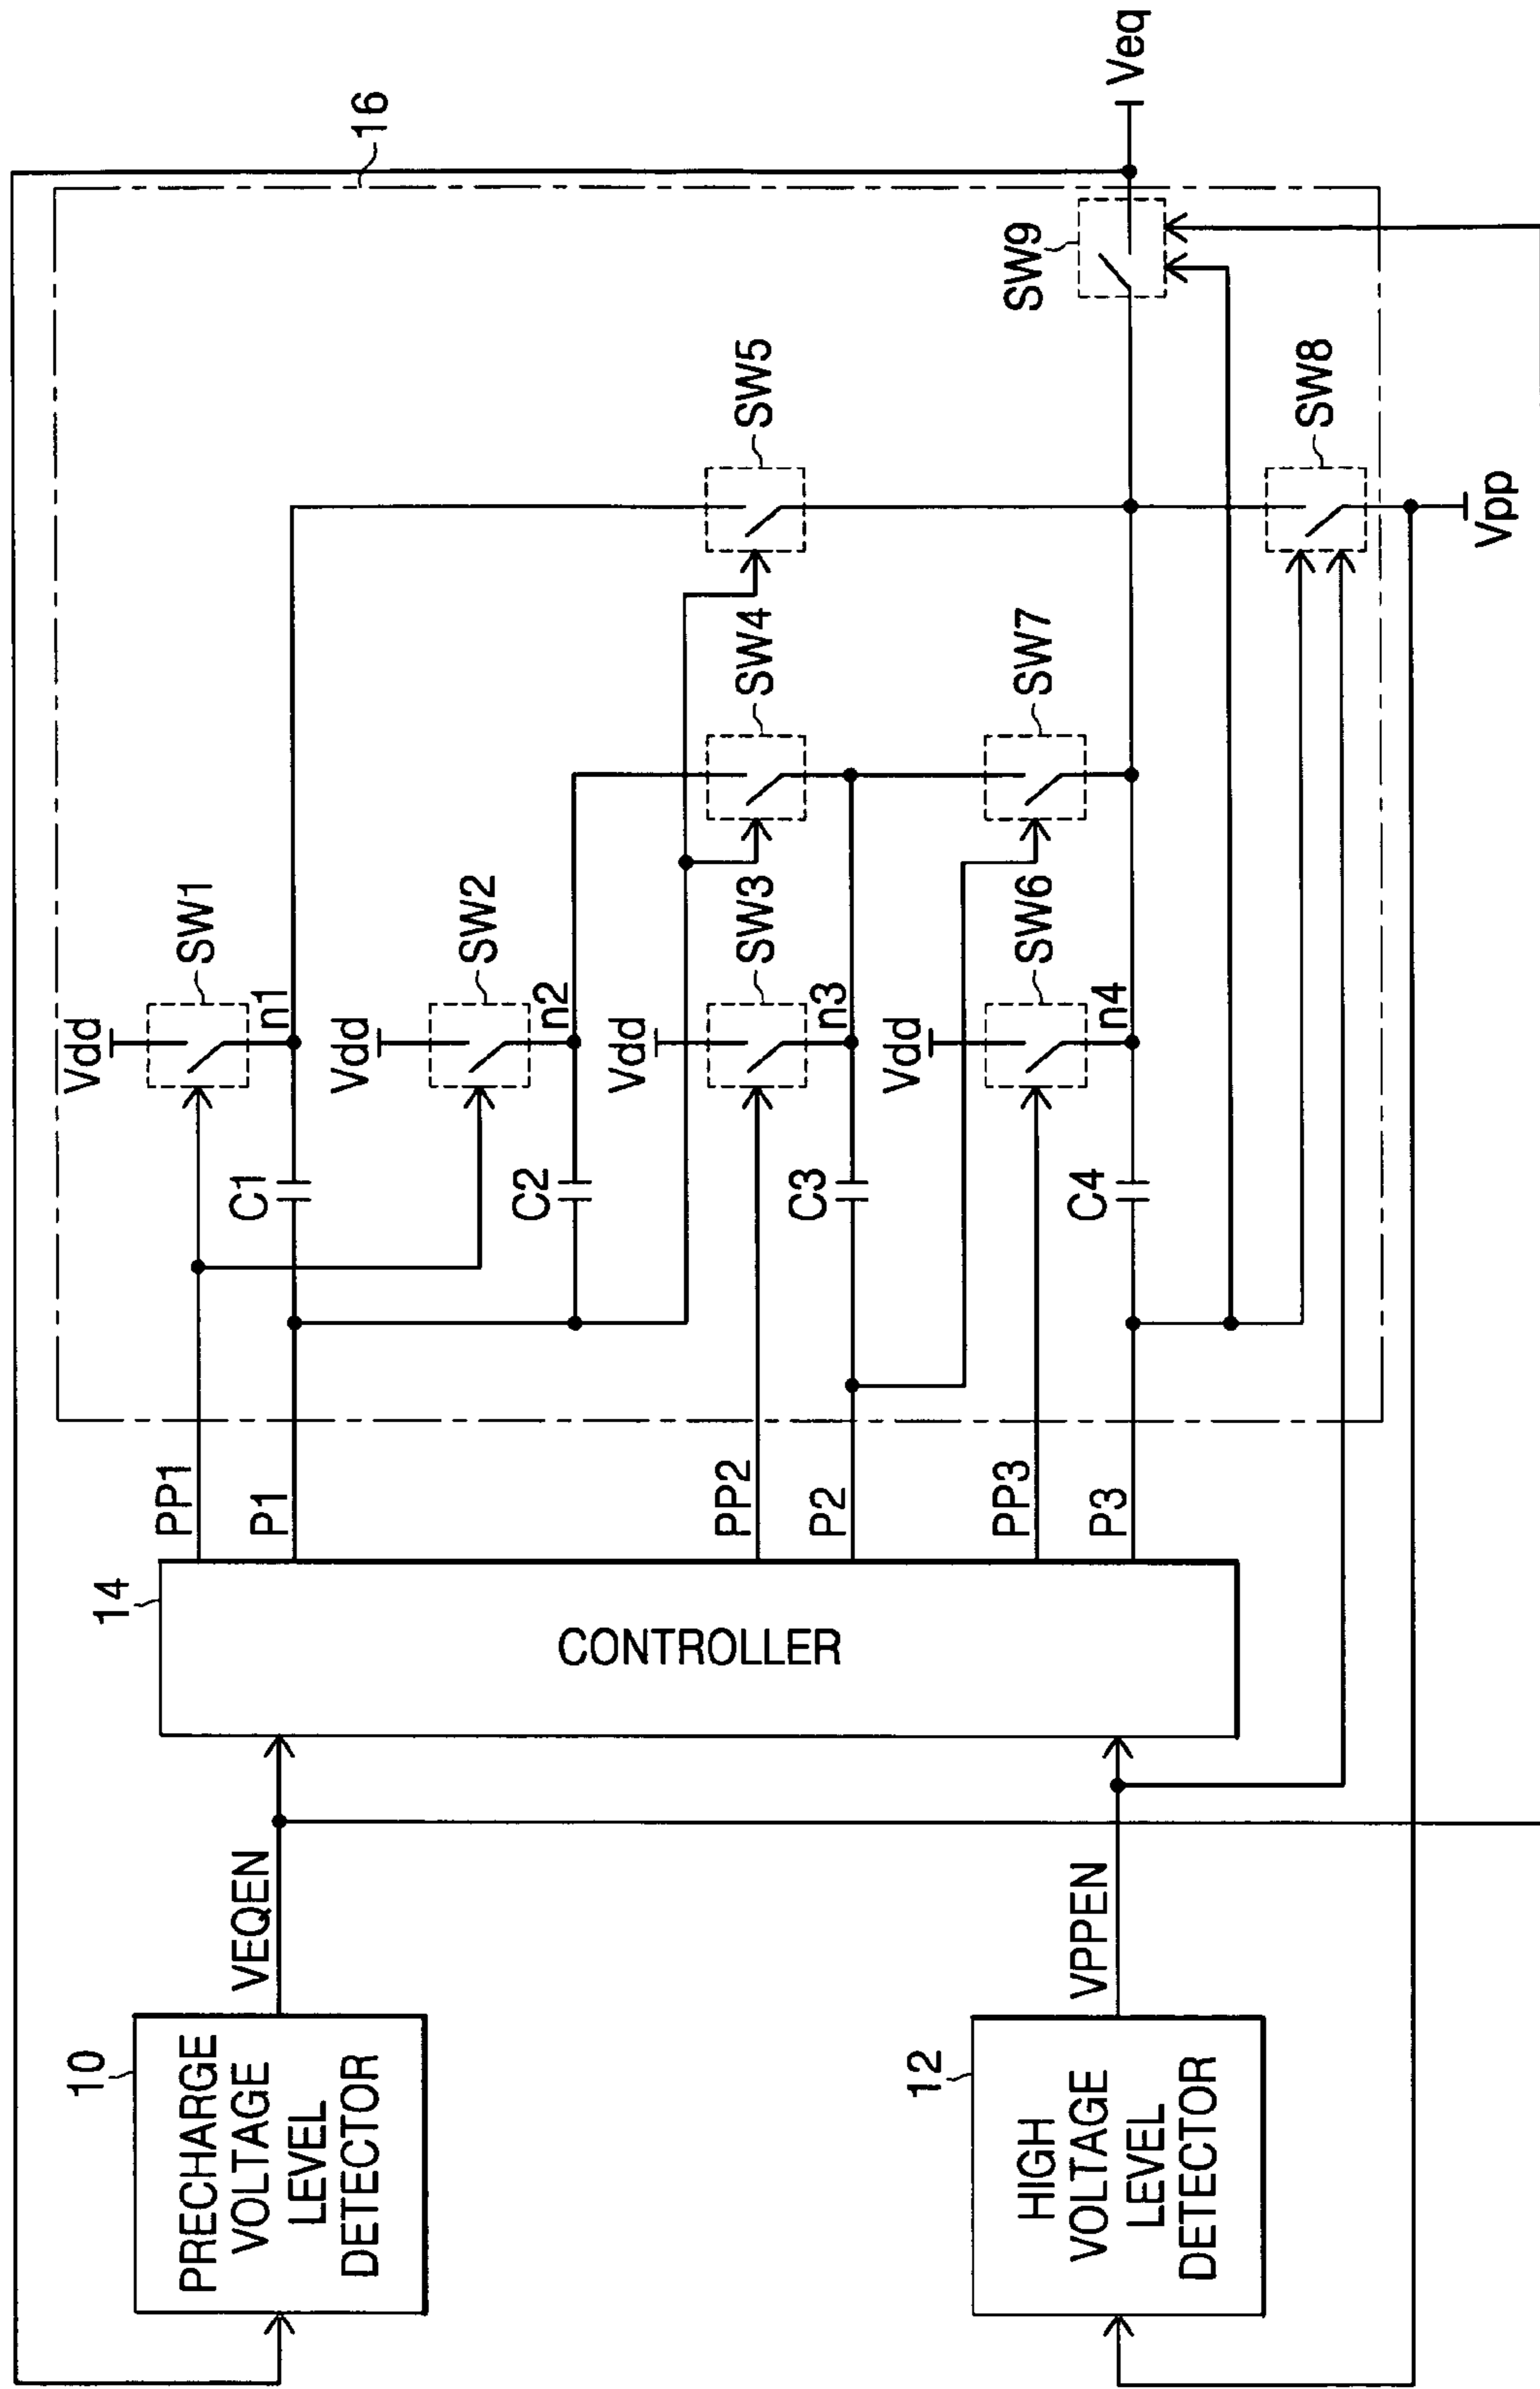 10
PRECHARGE
VOLTAGE
LEVEL
DETECTOR
VEQEN
12
HIGH
VOLTAGE
LEVEL
DETECTOR
VPPEN
14
CONTROLLER
PP1
P1
PP2
P2
PP3
P3
16
Vdd
SW1
n1
C1
Vdd
SW2
n2
C2
Vdd
SW3
n3
C3
Vdd
SW6
n4
C4
SW4
SW7
SW5
SW9
SW8
Veq
Vpp